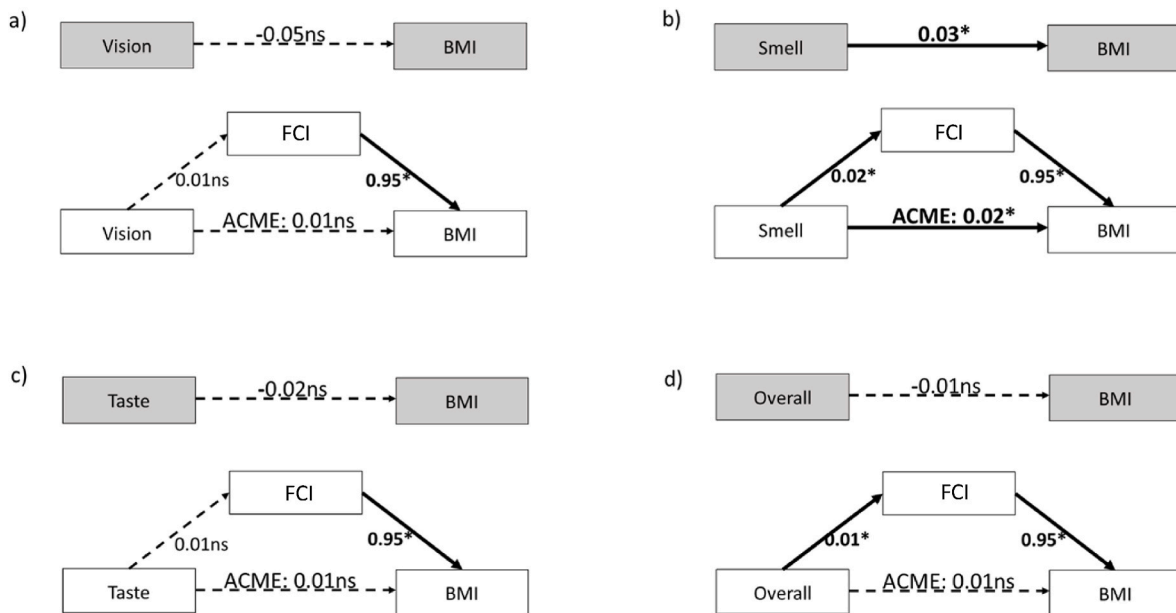 a)
Vision
-0.05ns
BMI
FCI
0.01ns
0.95*
Vision
ACME: 0.01ns
BMI
b)
Smell
0.03*
BMI
FCI
0.02*
0.95*
Smell
ACME: 0.02*
BMI
c)
Taste
-0.02ns
BMI
FCI
0.01ns
0.95*
Taste
ACME: 0.01ns
BMI
d)
Overall
-0.01ns
BMI
FCI
0.01*
0.95*
Overall
ACME: 0.01ns
BMI